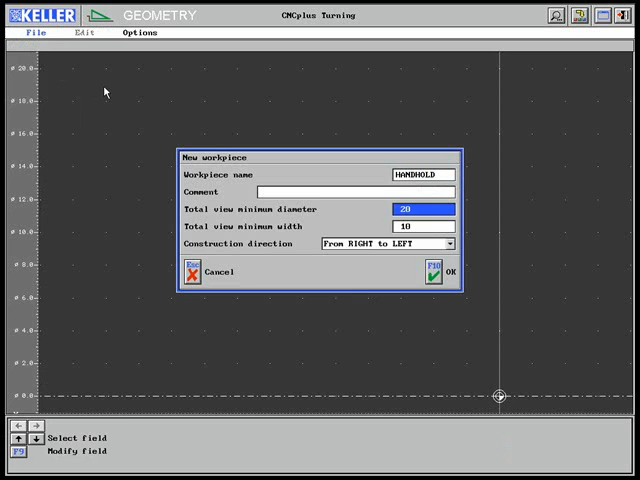 KELLER GEOMETRY CNCplus Turning
File Edit Options
ø 20.0
ø 18.0
ø 16.0
ø 14.0
ø 12.0
ø 10.0
ø 8.0
ø 6.0
ø 4.0
ø 2.0
ø 0.0
New workpiece
Workpiece name HANDHOLD
Comment
Total view minimum diameter 20
Total view minimum width 10
Construction direction From RIGHT to LEFT
Esc Cancel F10 OK
Select field
F9 Modify field